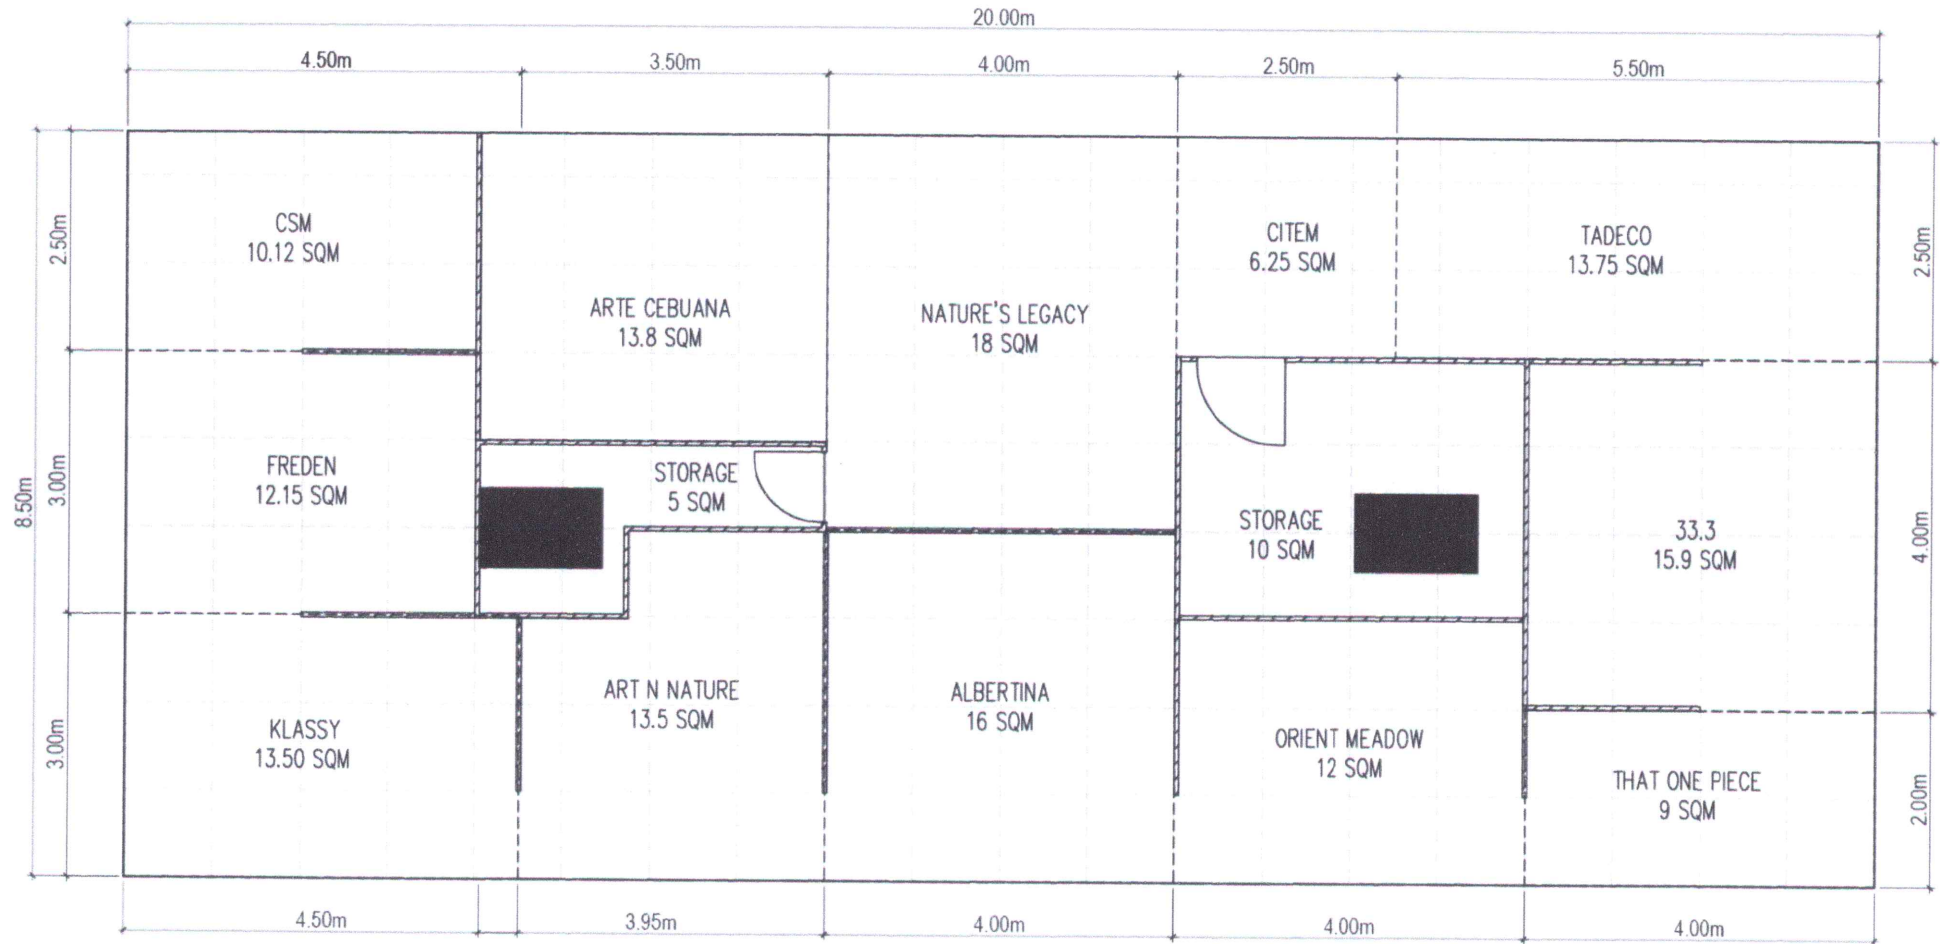 20.00m
4.50m
3.50m
4.00m
2.50m
5.50m
CSM
10.12 SQM
ARTE CEBUANA
13.8 SQM
NATURE'S LEGACY
18 SQM
CITEM
6.25 SQM
TADECO
13.75 SQM
2.50m
2.50m
FREDEN
12.15 SQM
STORAGE
5 SQM
STORAGE
10 SQM
33.3
15.9 SQM
8.50m
3.00m
4.00m
KLASSY
13.50 SQM
ART N NATURE
13.5 SQM
ALBERTINA
16 SQM
ORIENT MEADOW
12 SQM
THAT ONE PIECE
9 SQM
3.00m
2.00m
4.50m
3.95m
4.00m
4.00m
4.00m